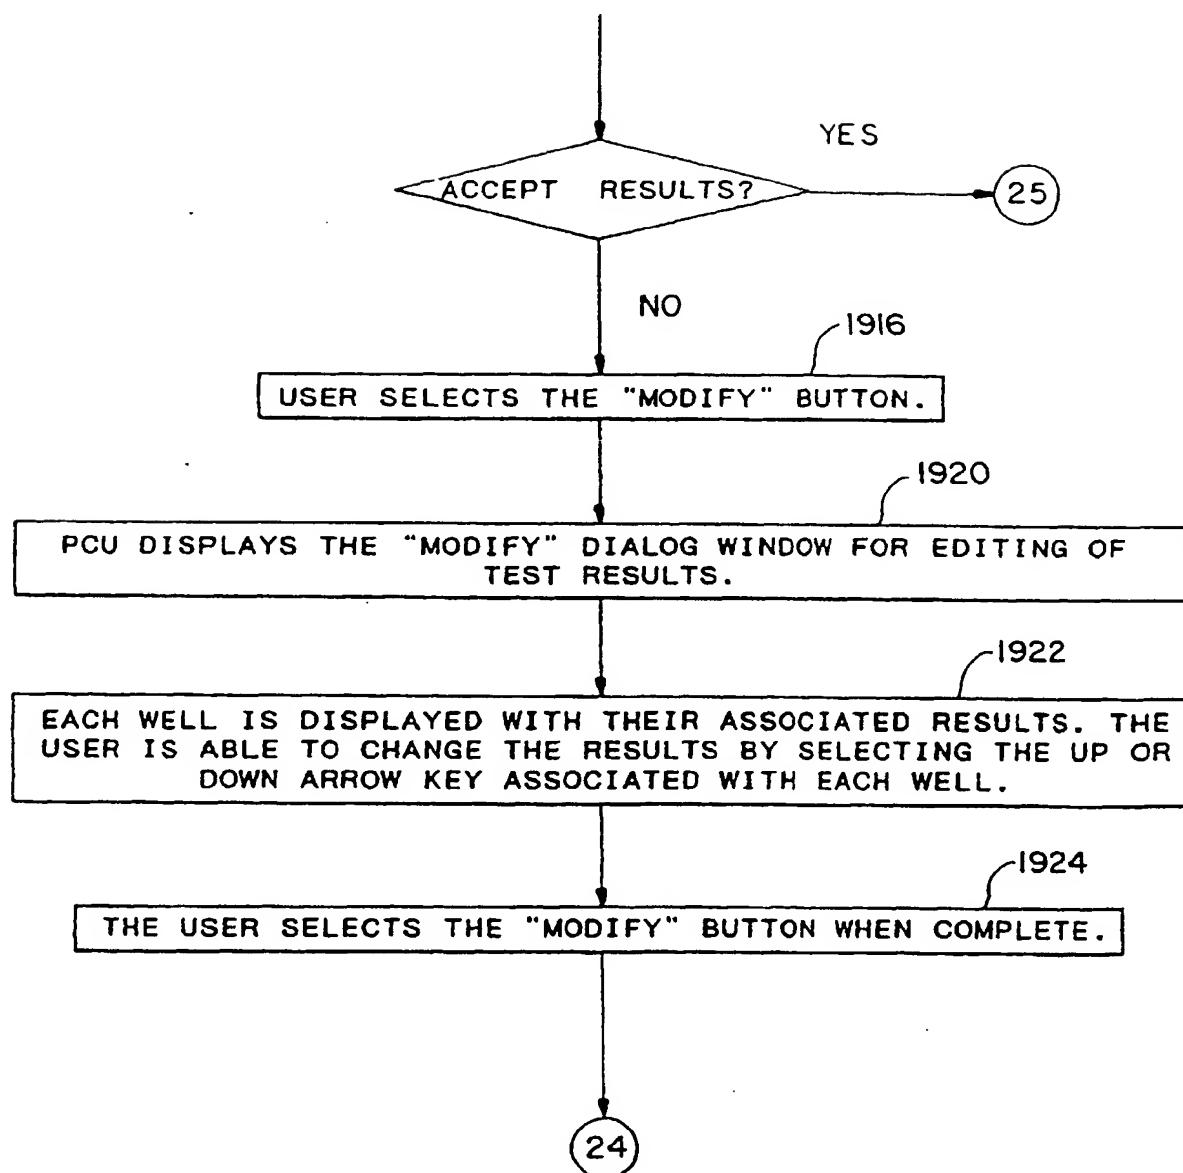 YES
ACCEPT RESULTS?
25
NO
1916
USER SELECTS THE "MODIFY" BUTTON.
1920
PCU DISPLAYS THE "MODIFY" DIALOG WINDOW FOR EDITING OF
TEST RESULTS.
1922
EACH WELL IS DISPLAYED WITH THEIR ASSOCIATED RESULTS. THE
USER IS ABLE TO CHANGE THE RESULTS BY SELECTING THE UP OR
DOWN ARROW KEY ASSOCIATED WITH EACH WELL.
1924
THE USER SELECTS THE "MODIFY" BUTTON WHEN COMPLETE.
24